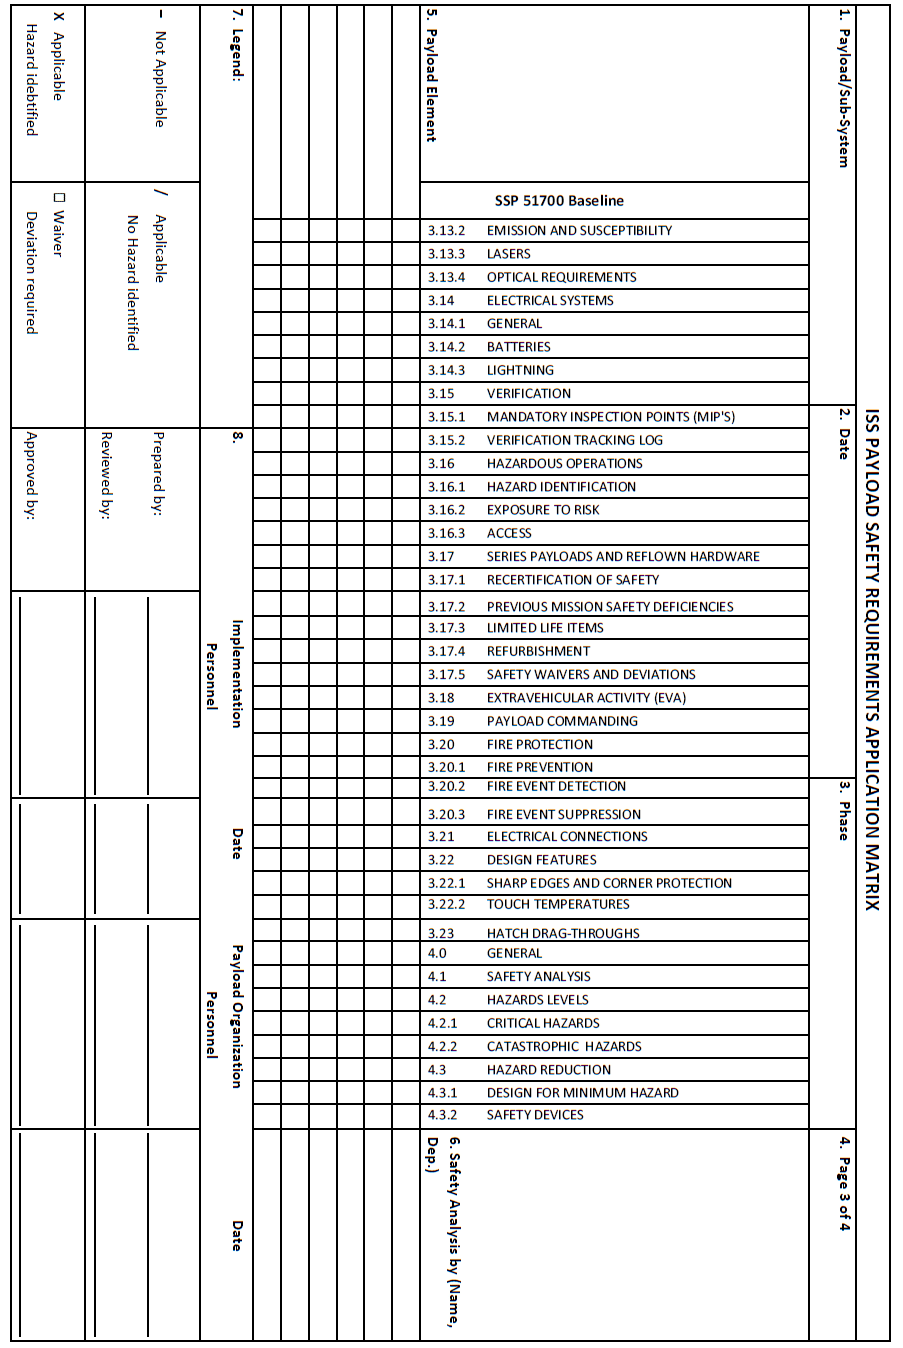 ISS PAYLOAD SAFETY REQUIREMENTS APPLICATION MATRIX
1. Payload/Sub-System
2. Date
3. Phase
4. Page 3 of 4
5. Payload Element
SSP 51700 Baseline
3.13.2 EMISSION AND SUSCEPTIBILITY
3.13.3 LASERS
3.13.4 OPTICAL REQUIREMENTS
3.14 ELECTRICAL SYSTEMS
3.14.1 GENERAL
3.14.2 BATTERIES
3.14.3 LIGHTNING
3.15 VERIFICATION
3.15.1 MANDATORY INSPECTION POINTS (MIP'S)
3.15.2 VERIFICATION TRACKING LOG
3.16 HAZARDOUS OPERATIONS
3.16.1 HAZARD IDENTIFICATION
3.16.2 EXPOSURE TO RISK
3.16.3 ACCESS
3.17 SERIES PAYLOADS AND REFLOWN HARDWARE
3.17.1 RECERTIFICATION OF SAFETY
3.17.2 PREVIOUS MISSION SAFETY DEFICIENCIES
3.17.3 LIMITED LIFE ITEMS
3.17.4 REFURBISHMENT
3.17.5 SAFETY WAIVERS AND DEVIATIONS
3.18 EXTRAVEHICULAR ACTIVITY (EVA)
3.19 PAYLOAD COMMANDING
3.20 FIRE PROTECTION
3.20.1 FIRE PREVENTION
3.20.2 FIRE EVENT DETECTION
3.20.3 FIRE EVENT SUPPRESSION
3.21 ELECTRICAL CONNECTIONS
3.22 DESIGN FEATURES
3.22.1 SHARP EDGES AND CORNER PROTECTION
3.22.2 TOUCH TEMPERATURES
3.23 HATCH DRAG-THROUGHS
4.0 GENERAL
4.1 SAFETY ANALYSIS
4.2 HAZARDS LEVELS
4.2.1 CRITICAL HAZARDS
4.2.2 CATASTROPHIC HAZARDS
4.3 HAZARD REDUCTION
4.3.1 DESIGN FOR MINIMUM HAZARD
4.3.2 SAFETY DEVICES
6. Safety Analysis by (Name,
Dep.)
7. Legend:
– Not Applicable
/ Applicable
No Hazard identified
X Applicable
Hazard idebtified
☐ Waiver
Deviation required
8.
Implementation
Personnel
Date
Payload Organization
Personnel
Date
Prepared by:
Reviewed by:
Approved by: